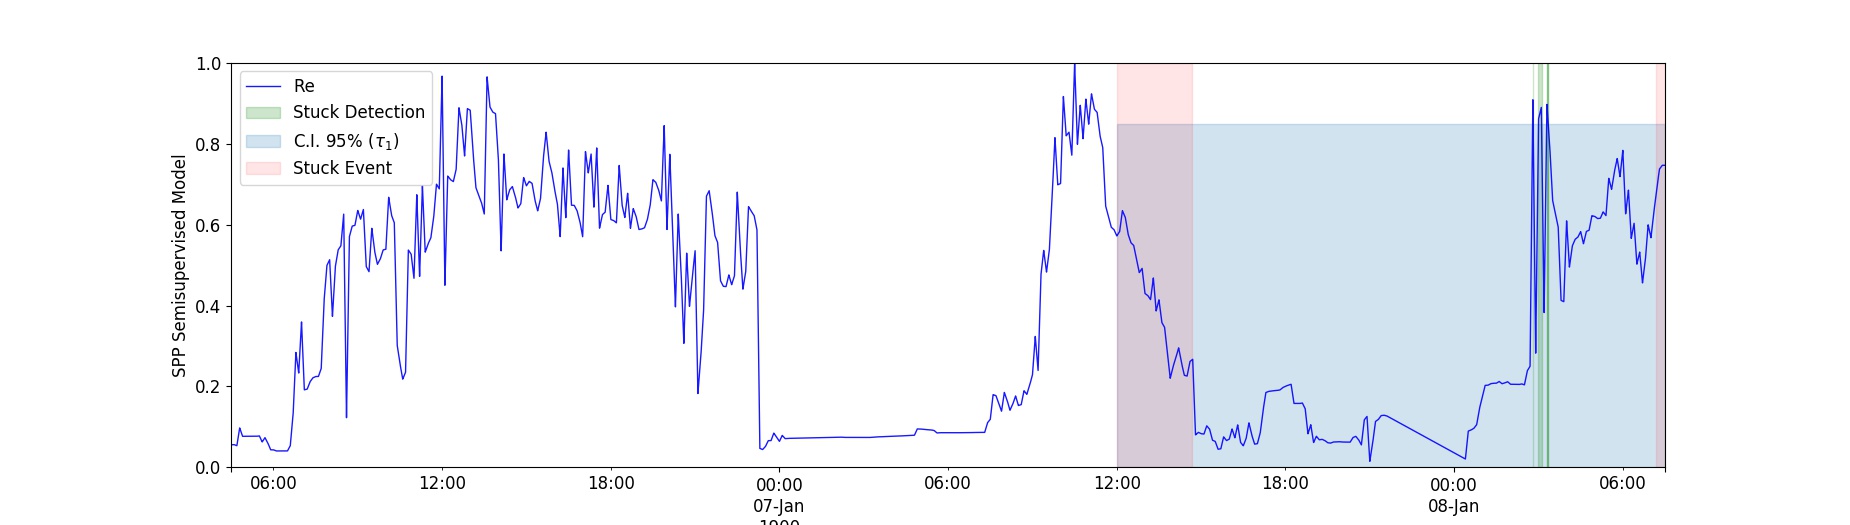 1.0
0.8
0.6
0.4
0.2
0.0
SPP Semisupervised Model
Re
Stuck Detection
C.I. 95% (τ₁)
Stuck Event
06:00 12:00 18:00 00:00 06:00 12:00 18:00 00:00 06:00
07-Jan 08-Jan
1900